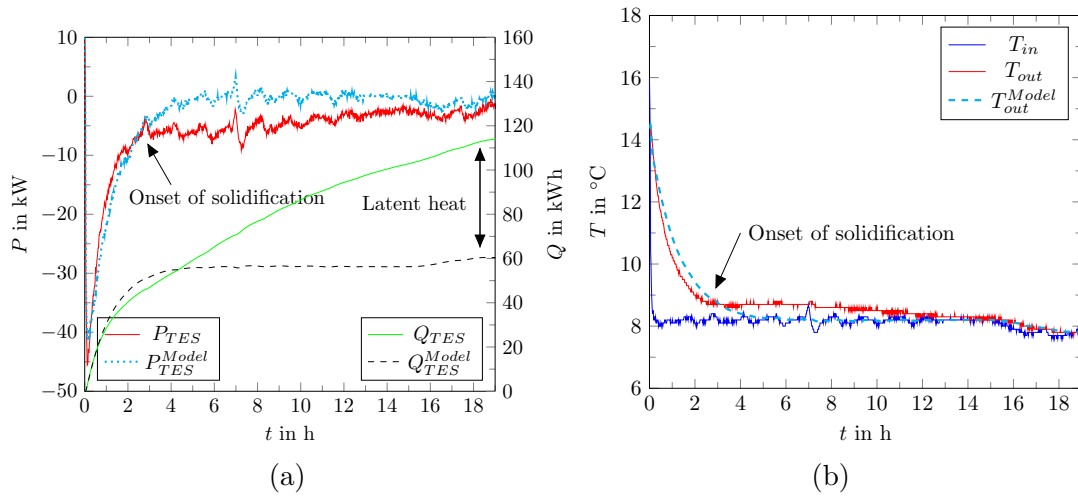 10
0
−10
−20
−30
−40
−50
P in kW
160
140
120
100
80
60
40
20
0
Q in kWh
Onset of solidification
Latent heat
P_TES
P_TES^Model
Q_TES
Q_TES^Model
0 2 4 6 8 10 12 14 16 18
t in h
(a)
18
16
14
12
10
8
6
T in °C
T_in
T_out
T_out^Model
Onset of solidification
0 2 4 6 8 10 12 14 16 18
t in h
(b)